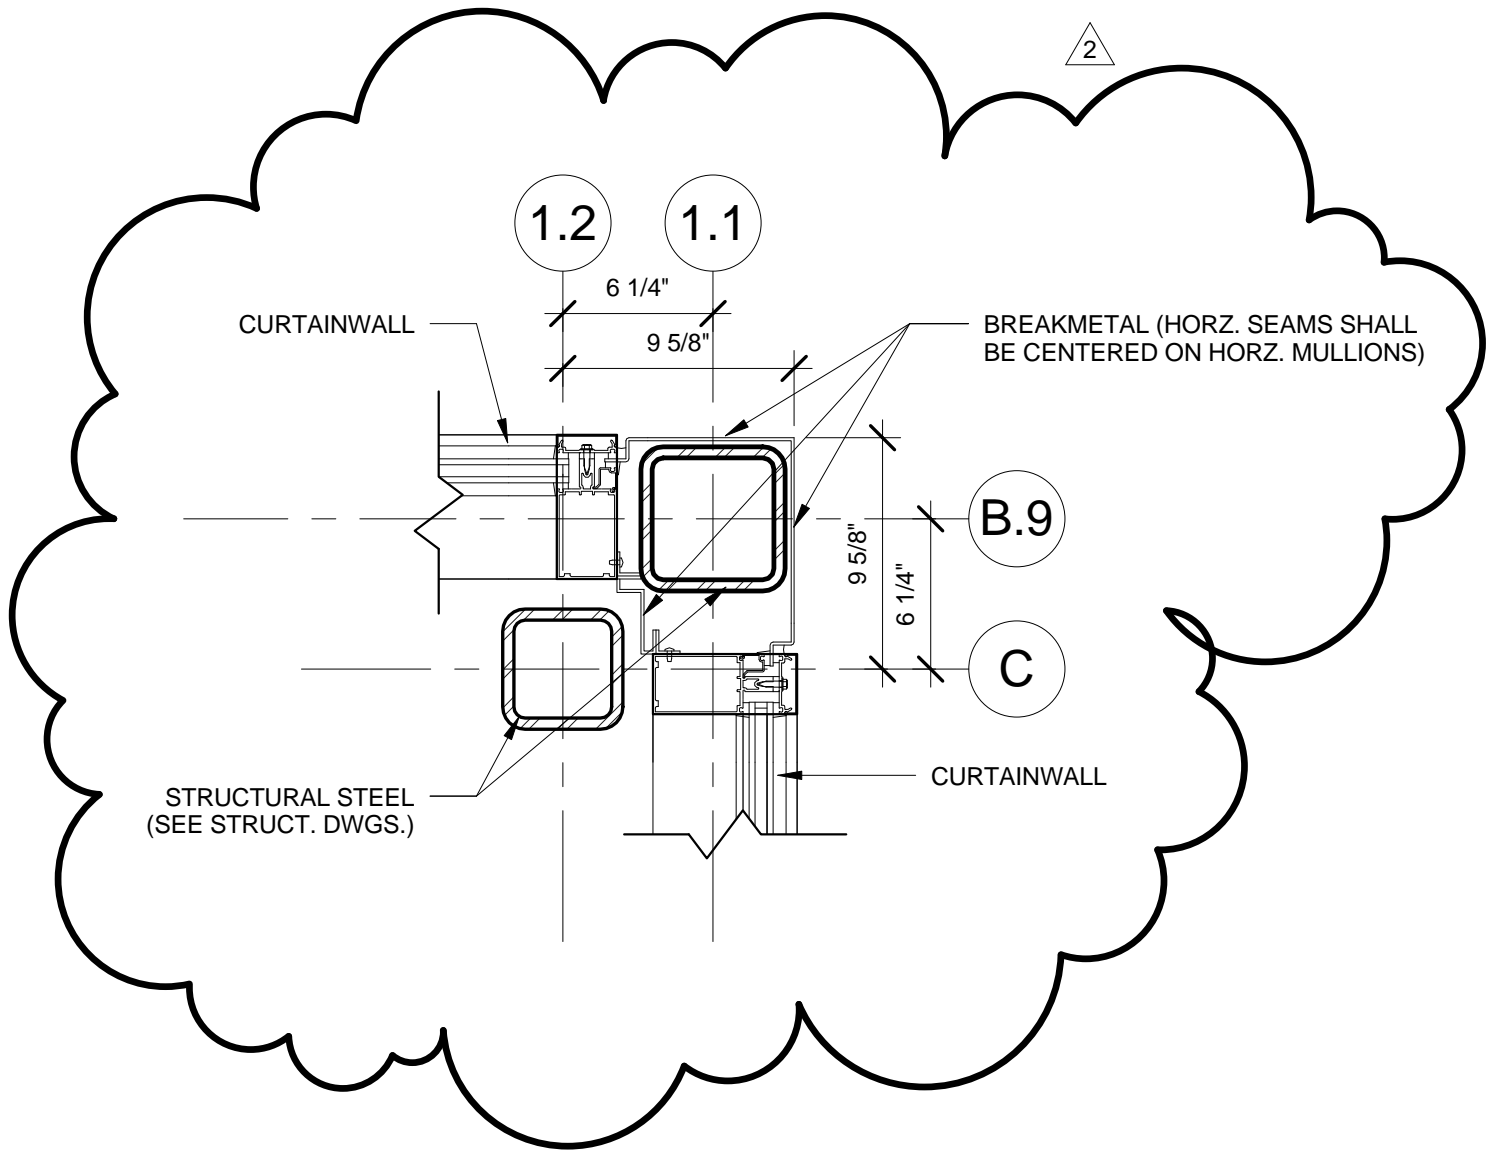 2
1.2
1.1
6 1/4"
9 5/8"
CURTAINWALL
BREAKMETAL (HORZ. SEAMS SHALL
BE CENTERED ON HORZ. MULLIONS)
B.9
9 5/8"
6 1/4"
C
STRUCTURAL STEEL
(SEE STRUCT. DWGS.)
CURTAINWALL